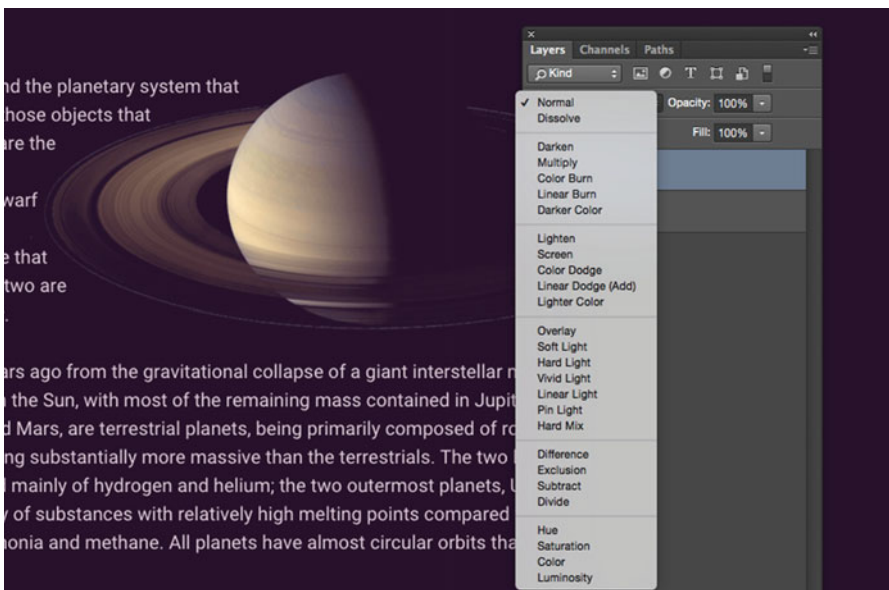 nd the planetary system that
hose objects that
are the
warf
e that
two are
.
ars ago from the gravitational collapse of a giant interstellar
the Sun, with most of the remaining mass contained in Jupit
d Mars, are terrestrial planets, being primarily composed of ro
ng substantially more massive than the terrestrials. The two
mainly of hydrogen and helium; the two outermost planets, U
y of substances with relatively high melting points compared
onia and methane. All planets have almost circular orbits tha
Layers Channels Paths
Kind
Normal
Opacity: 100%
Dissolve
Fill: 100%
Darken
Multiply
Color Burn
Linear Burn
Darker Color
Lighten
Screen
Color Dodge
Linear Dodge (Add)
Lighter Color
Overlay
Soft Light
Hard Light
Vivid Light
Linear Light
Pin Light
Hard Mix
Difference
Exclusion
Subtract
Divide
Hue
Saturation
Color
Luminosity